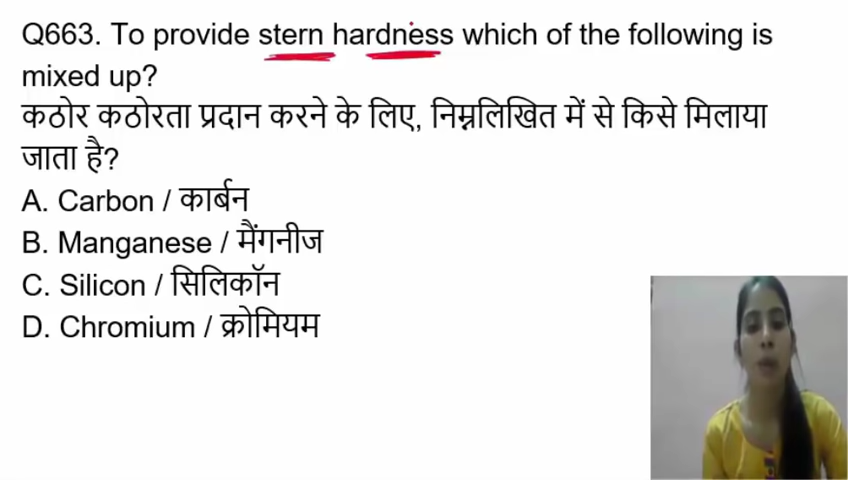 Q663. To provide stern hardness which of the following is
mixed up?
कठोर कठोरता प्रदान करने के लिए, निम्नलिखित में से किसे मिलाया
जाता है?
A. Carbon / कार्बन
B. Manganese / मैंगनीज
C. Silicon / सिलिकॉन
D. Chromium / क्रोमियम